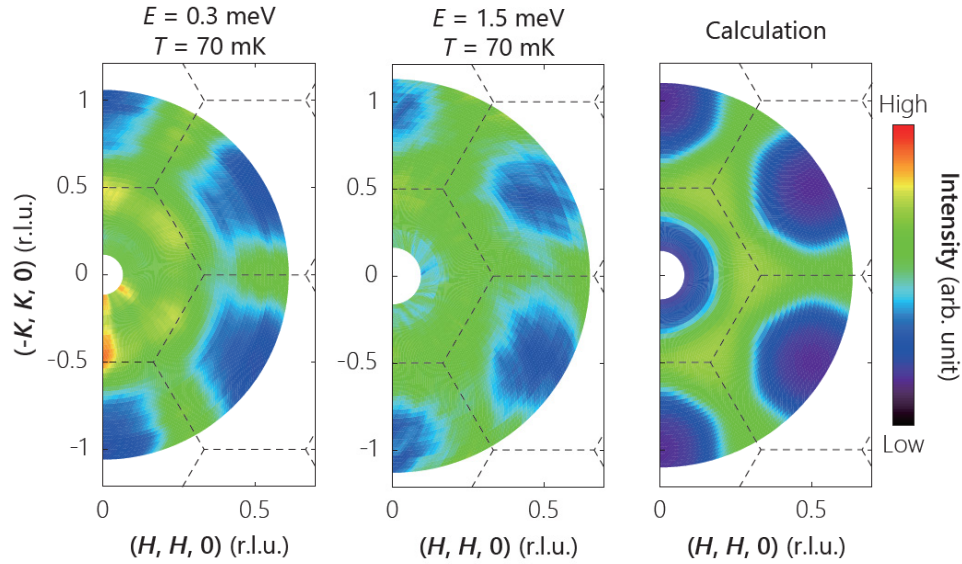 E = 0.3 meV
T = 70 mK
E = 1.5 meV
T = 70 mK
Calculation
(-K, K, 0) (r.l.u.)
1
0.5
0
-0.5
-1
0
0.5
(H, H, 0) (r.l.u.)
1
0.5
0
-0.5
-1
0
0.5
(H, H, 0) (r.l.u.)
0
0.5
(H, H, 0) (r.l.u.)
High
Low
Intensity (arb. unit)